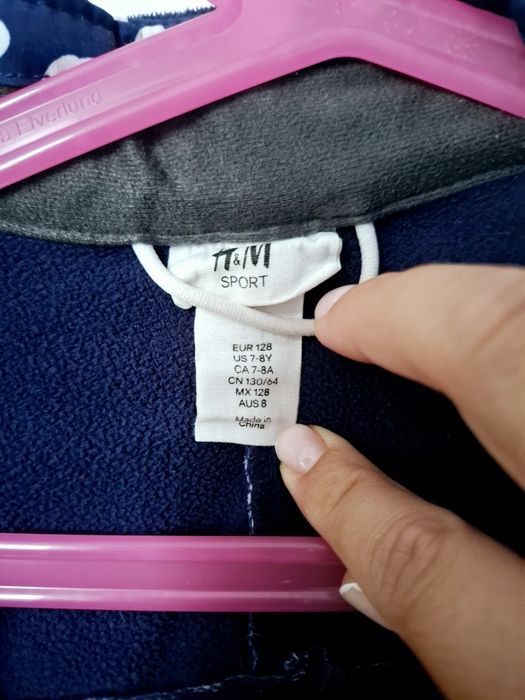 a Elverlund
H&M
SPORT
EUR 128
US 7-8Y
CA 7-8A
CN 130/64
MX 128
AUS 8
Made in
China